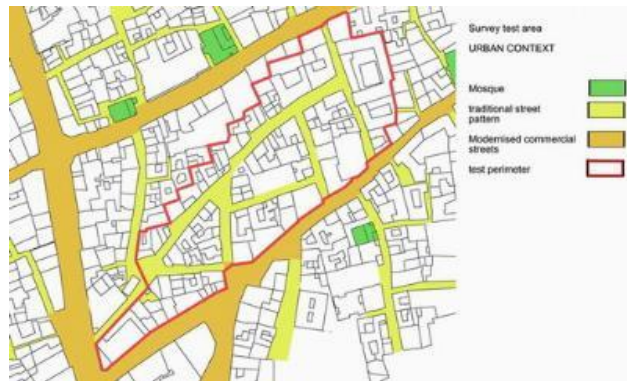 Survey test area
URBAN CONTEXT
Mosque
traditional street
pattern
Modernised commercial
streets
test perimeter